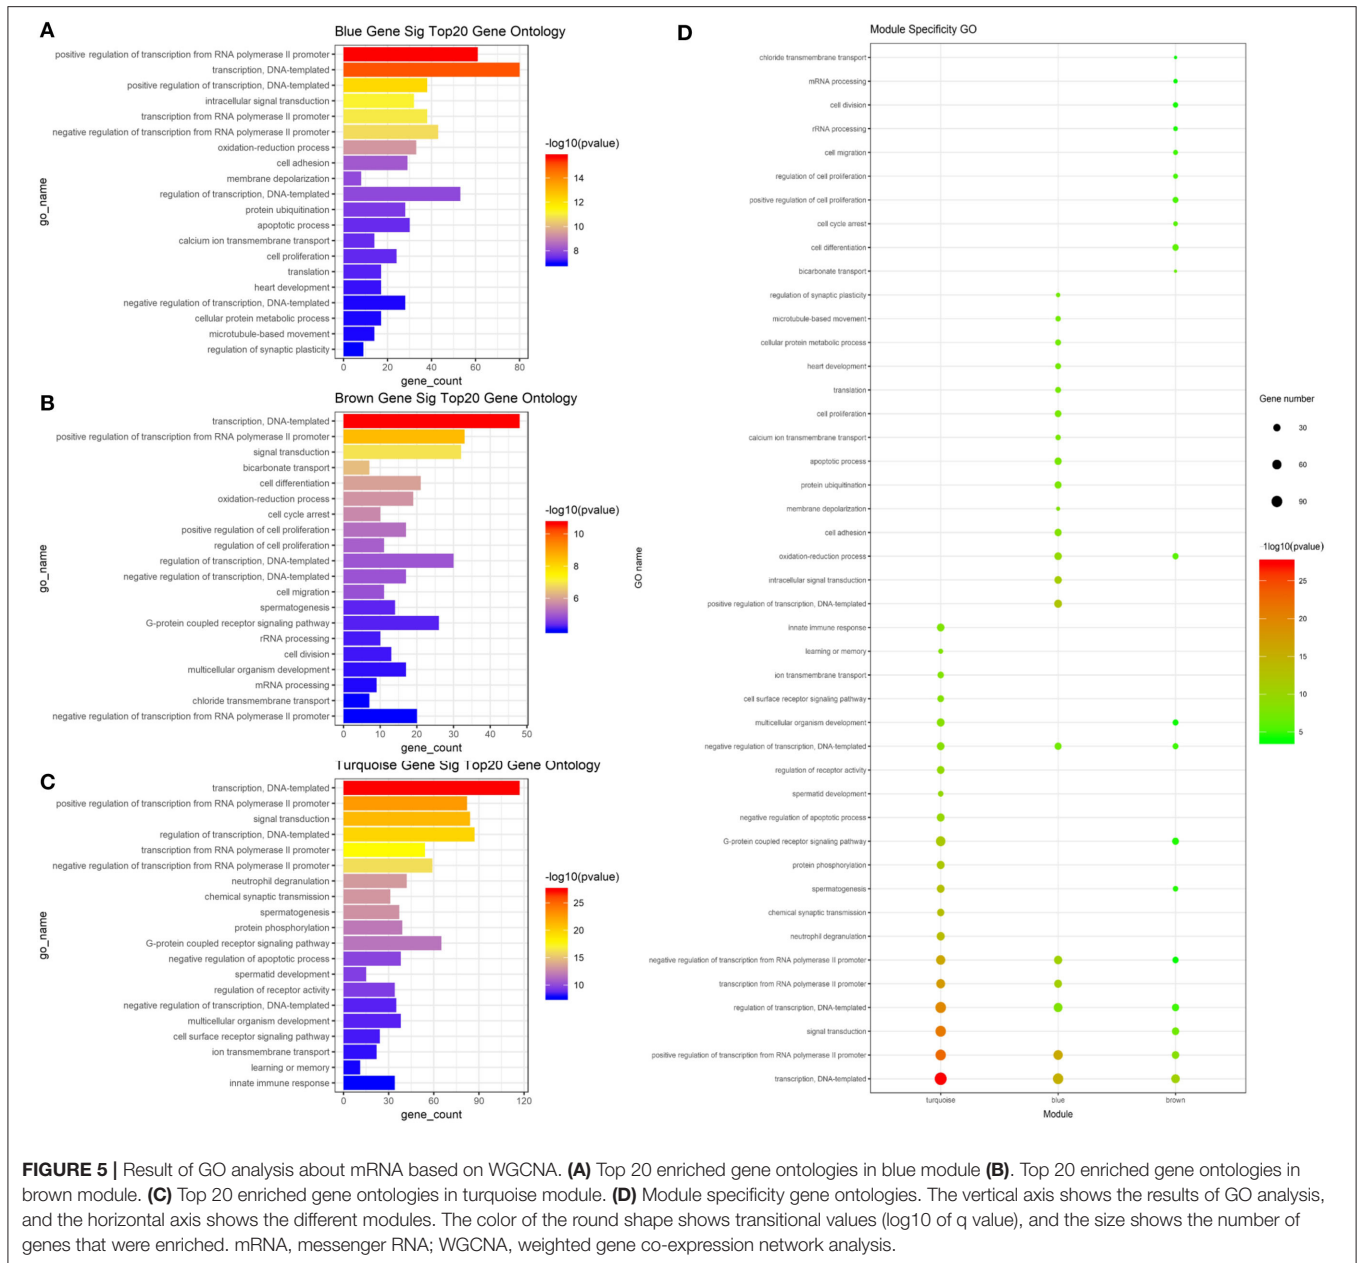 A
Blue Gene Sig Top20 Gene Ontology
positive regulation of transcription from RNA polymerase II promoter
transcription, DNA-templated
positive regulation of transcription, DNA-templated
intracellular signal transduction
transcription from RNA polymerase II promoter
negative regulation of transcription from RNA polymerase II promoter
oxidation-reduction process
cell adhesion
membrane depolarization
regulation of transcription, DNA-templated
protein ubiquitination
apoptotic process
calcium ion transmembrane transport
cell proliferation
translation
heart development
negative regulation of transcription, DNA-templated
cellular protein metabolic process
microtubule-based movement
regulation of synaptic plasticity
go_name
0 20 40 60 80
gene_count
-log10(pvalue)
14
12
10
8
B
Brown Gene Sig Top20 Gene Ontology
transcription, DNA-templated
positive regulation of transcription from RNA polymerase II promoter
signal transduction
bicarbonate transport
cell differentiation
oxidation-reduction process
cell cycle arrest
positive regulation of cell proliferation
regulation of cell proliferation
regulation of transcription, DNA-templated
negative regulation of transcription, DNA-templated
cell migration
spermatogenesis
G-protein coupled receptor signaling pathway
rRNA processing
cell division
multicellular organism development
mRNA processing
chloride transmembrane transport
negative regulation of transcription from RNA polymerase II promoter
go_name
0 10 20 30 40 50
gene_count
-log10(pvalue)
10
8
6
C
Turquoise Gene Sig Top20 Gene Ontology
transcription, DNA-templated
positive regulation of transcription from RNA polymerase II promoter
signal transduction
regulation of transcription, DNA-templated
transcription from RNA polymerase II promoter
negative regulation of transcription from RNA polymerase II promoter
neutrophil degranulation
chemical synaptic transmission
spermatogenesis
protein phosphorylation
G-protein coupled receptor signaling pathway
negative regulation of apoptotic process
spermatid development
regulation of receptor activity
negative regulation of transcription, DNA-templated
multicellular organism development
cell surface receptor signaling pathway
ion transmembrane transport
learning or memory
innate immune response
go_name
0 30 60 90 120
gene_count
-log10(pvalue)
25
20
15
10
D
Module Specificity GO
chloride transmembrane transport
mRNA processing
cell division
rRNA processing
cell migration
regulation of cell proliferation
positive regulation of cell proliferation
cell cycle arrest
cell differentiation
bicarbonate transport
regulation of synaptic plasticity
microtubule-based movement
cellular protein metabolic process
heart development
translation
cell proliferation
calcium ion transmembrane transport
apoptotic process
protein ubiquitination
membrane depolarization
cell adhesion
oxidation-reduction process
intracellular signal transduction
positive regulation of transcription, DNA-templated
innate immune response
learning or memory
ion transmembrane transport
cell surface receptor signaling pathway
multicellular organism development
negative regulation of transcription, DNA-templated
regulation of receptor activity
spermatid development
negative regulation of apoptotic process
G-protein coupled receptor signaling pathway
protein phosphorylation
spermatogenesis
chemical synaptic transmission
neutrophil degranulation
negative regulation of transcription from RNA polymerase II promoter
transcription from RNA polymerase II promoter
regulation of transcription, DNA-templated
signal transduction
positive regulation of transcription from RNA polymerase II promoter
transcription, DNA-templated
GO name
turquoise blue brown
Module
Gene number
30
60
90
-1log10(pvalue)
25
20
15
10
5
FIGURE 5 | Result of GO analysis about mRNA based on WGCNA. (A) Top 20 enriched gene ontologies in blue module (B). Top 20 enriched gene ontologies in
brown module. (C) Top 20 enriched gene ontologies in turquoise module. (D) Module specificity gene ontologies. The vertical axis shows the results of GO analysis,
and the horizontal axis shows the different modules. The color of the round shape shows transitional values (log10 of q value), and the size shows the number of
genes that were enriched. mRNA, messenger RNA; WGCNA, weighted gene co-expression network analysis.